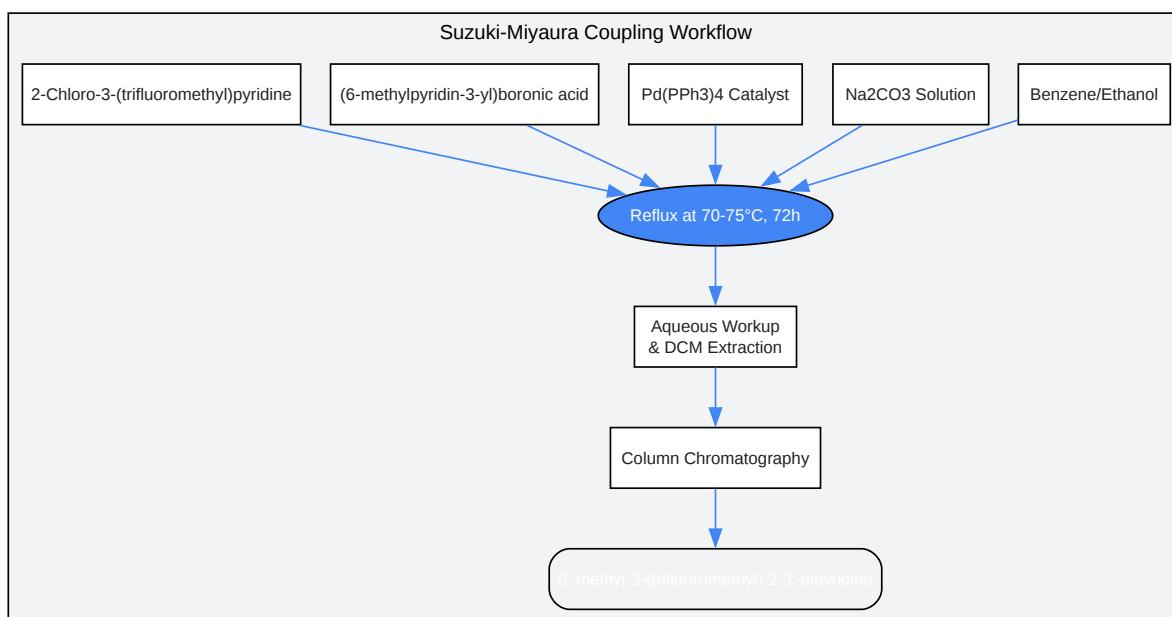 Suzuki-Miyaura Coupling Workflow
2-Chloro-3-(trifluoromethyl)pyridine
(6-methylpyridin-3-yl)boronic acid
Pd(PPh3)4 Catalyst
Na2CO3 Solution
Benzene/Ethanol
Reflux at 70-75°C, 72h
Aqueous Workup
& DCM Extraction
Column Chromatography
6'-methyl-3-(trifluoromethyl)-2,3'-bipyridine